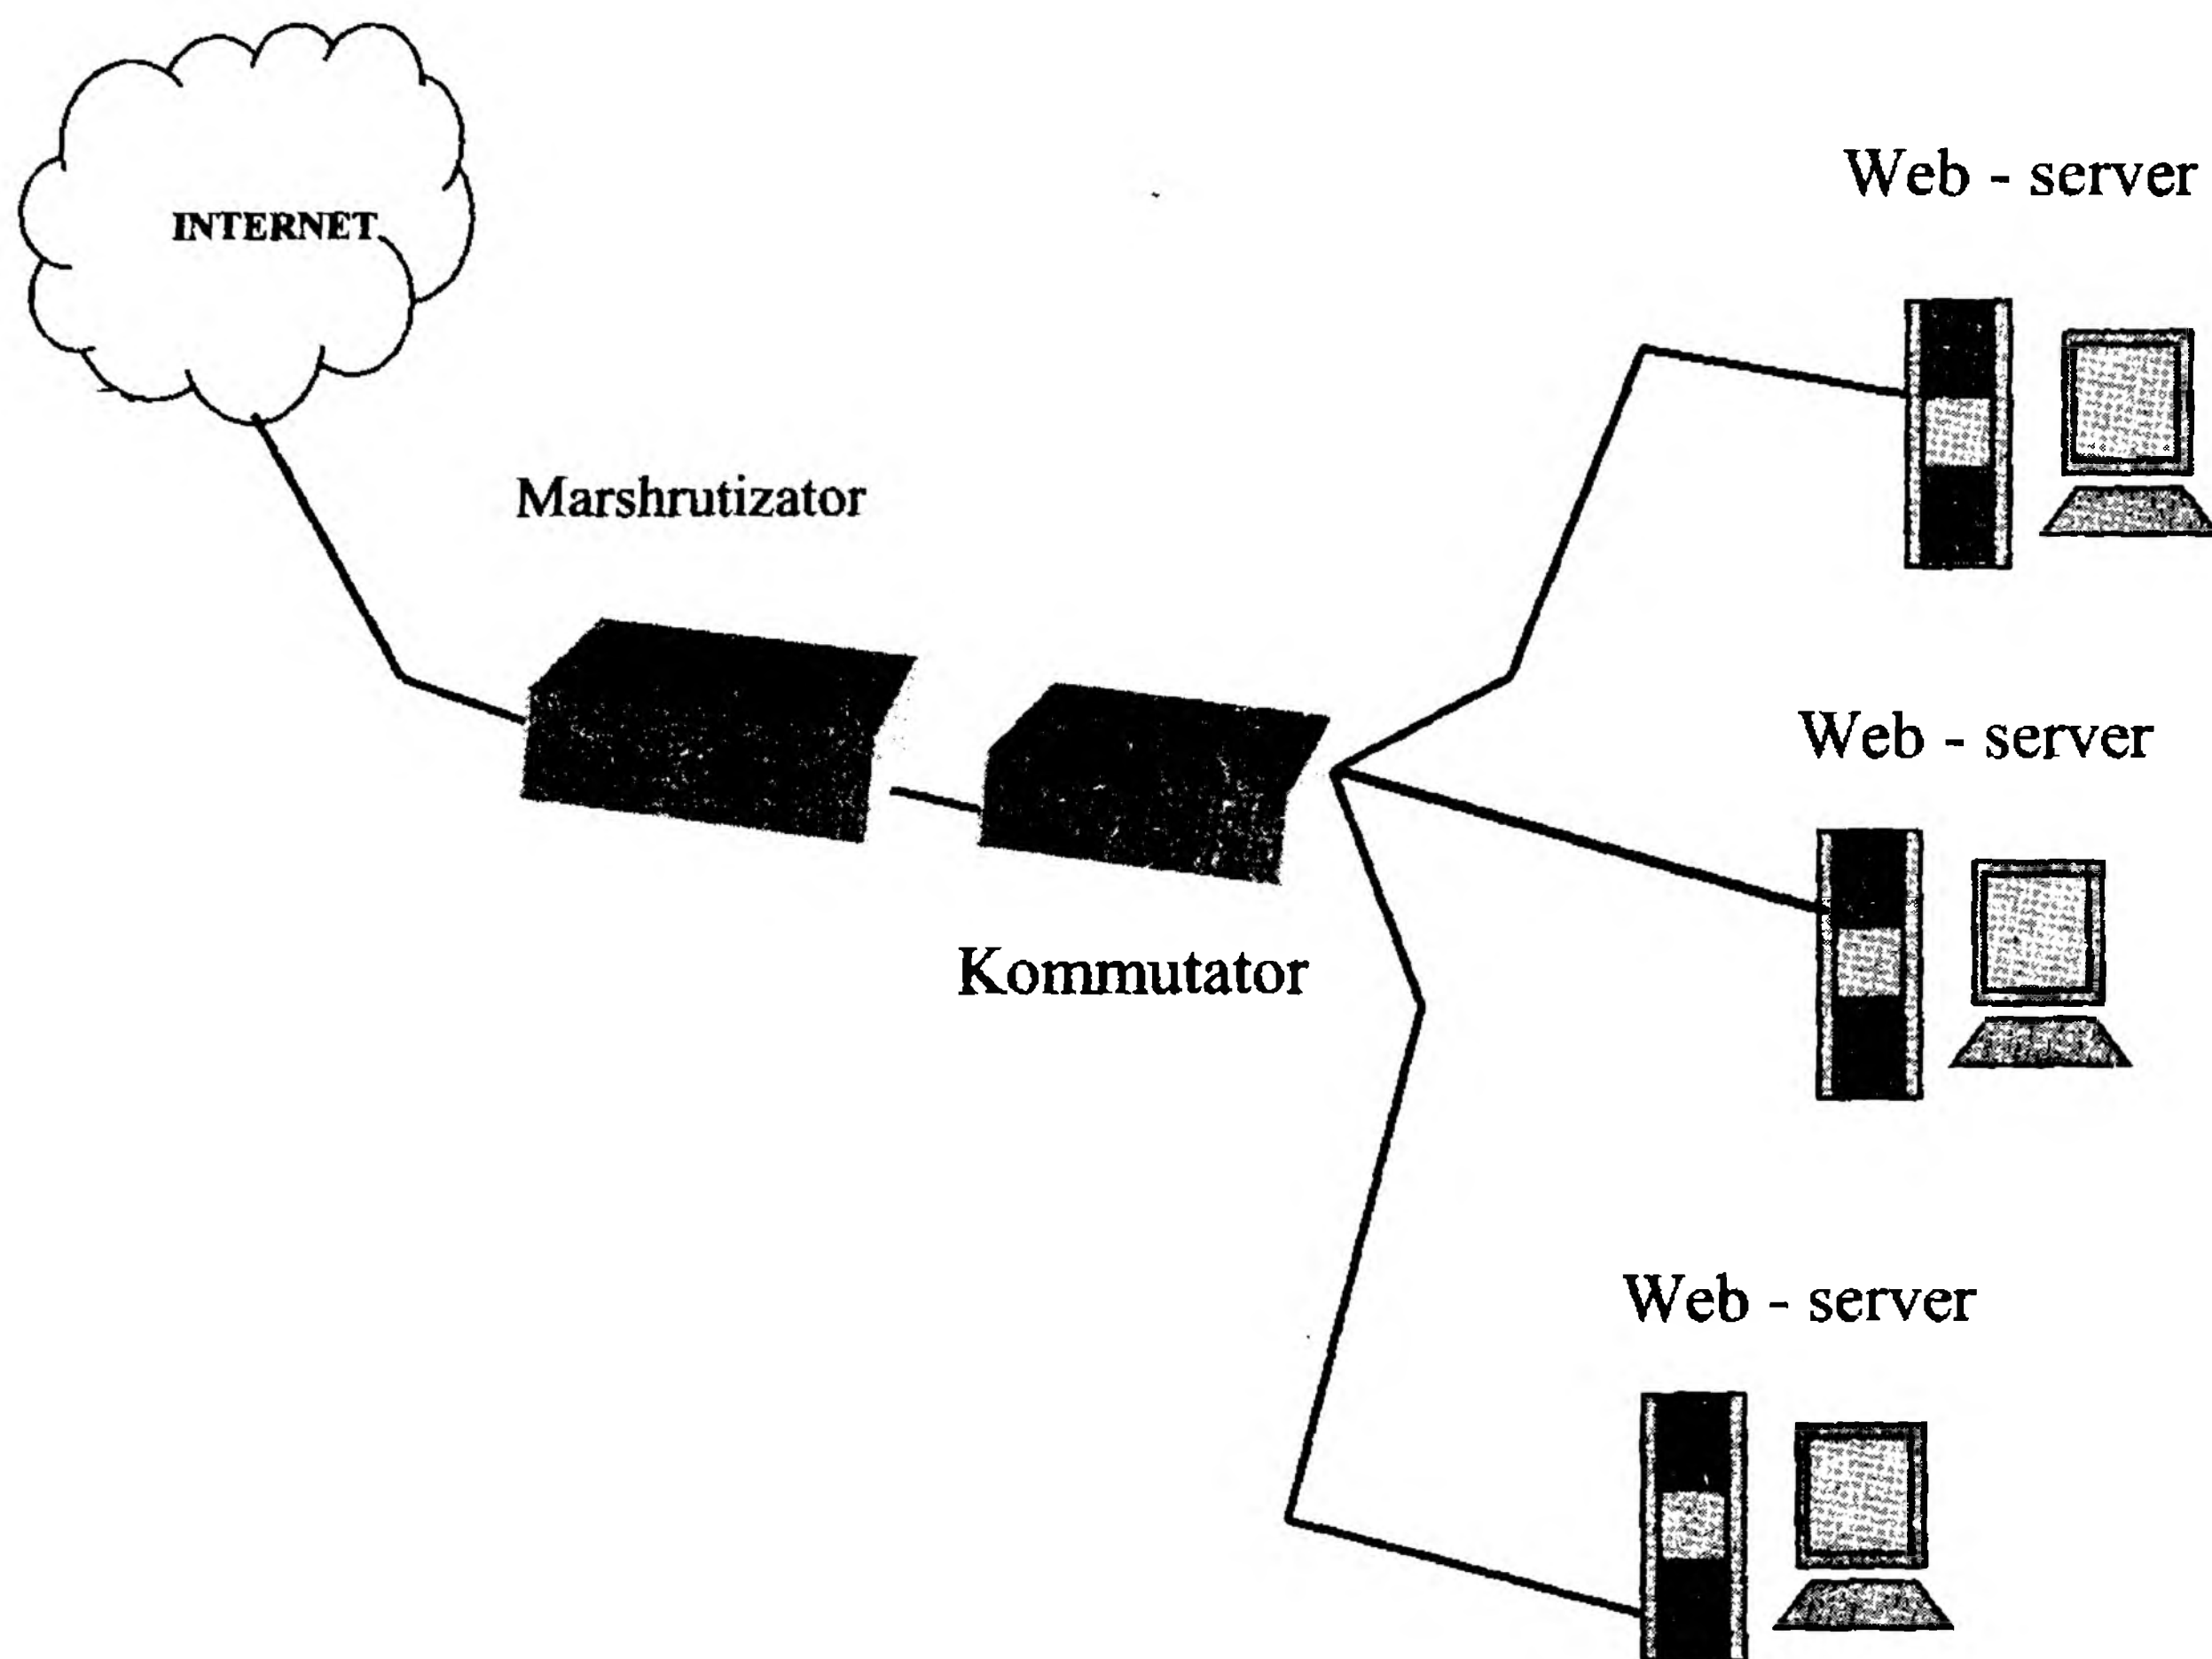 Web - server
INTERNET
Marshrutizator
Web - server
Kommutator
Web - server